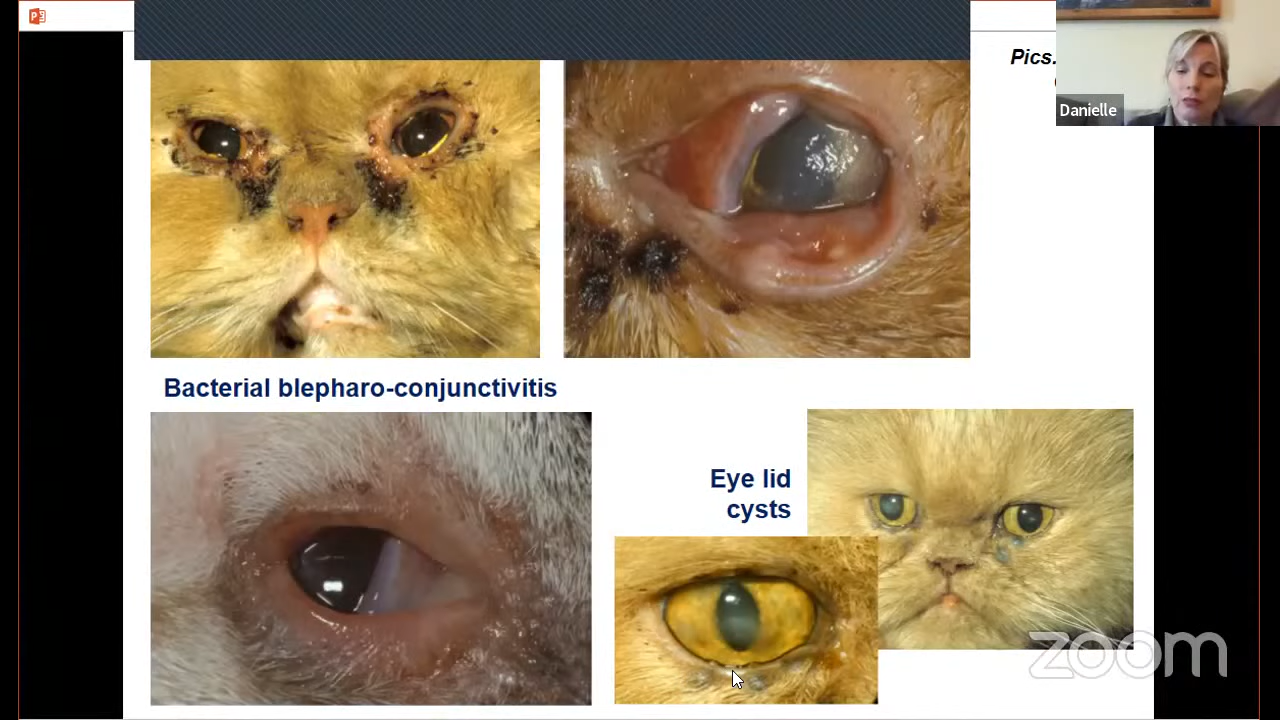 Pics.
Danielle
Bacterial blepharo-conjunctivitis
Eye lid
cysts
zoom